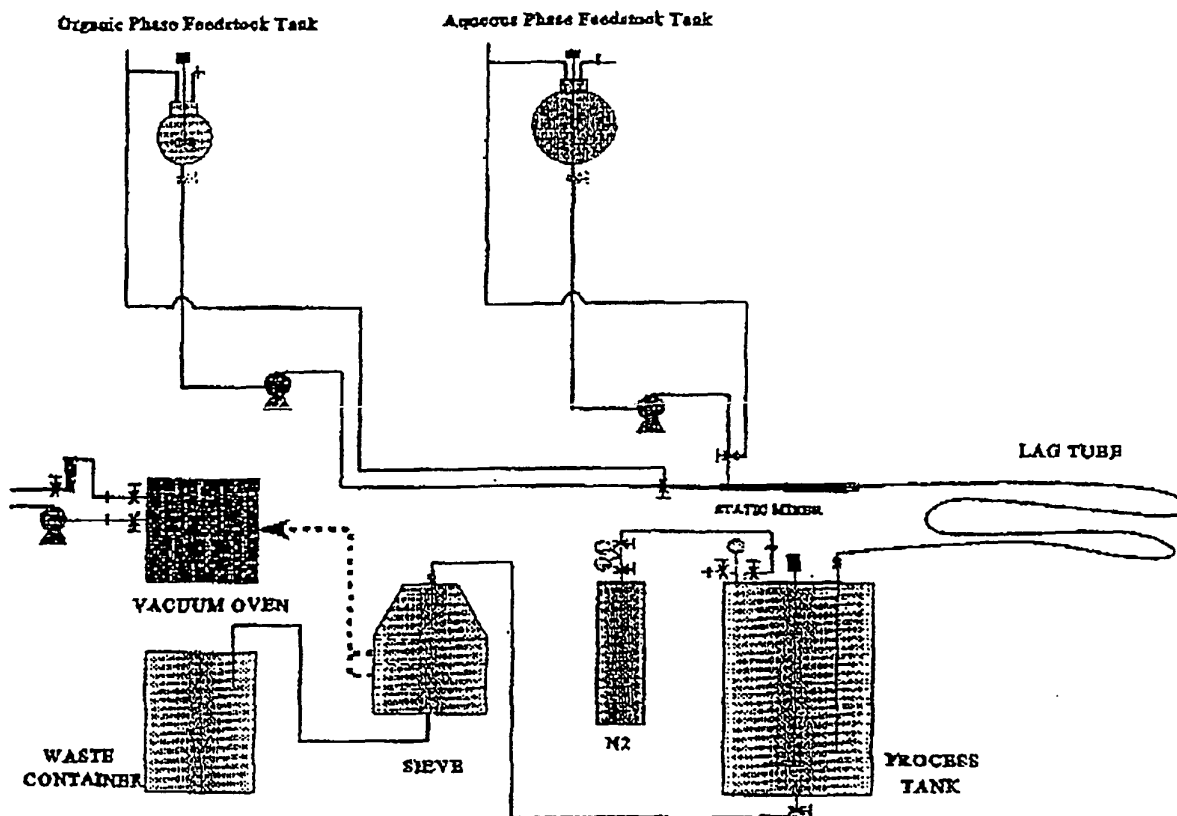 Organic Phase Feedstock Tank
Aqueous Phase Feedstock Tank
LAG TUBE
STATIC MIXER
VACUUM OVEN
N2
SIEVE
WASTE
CONTAINER
PROCESS
TANK